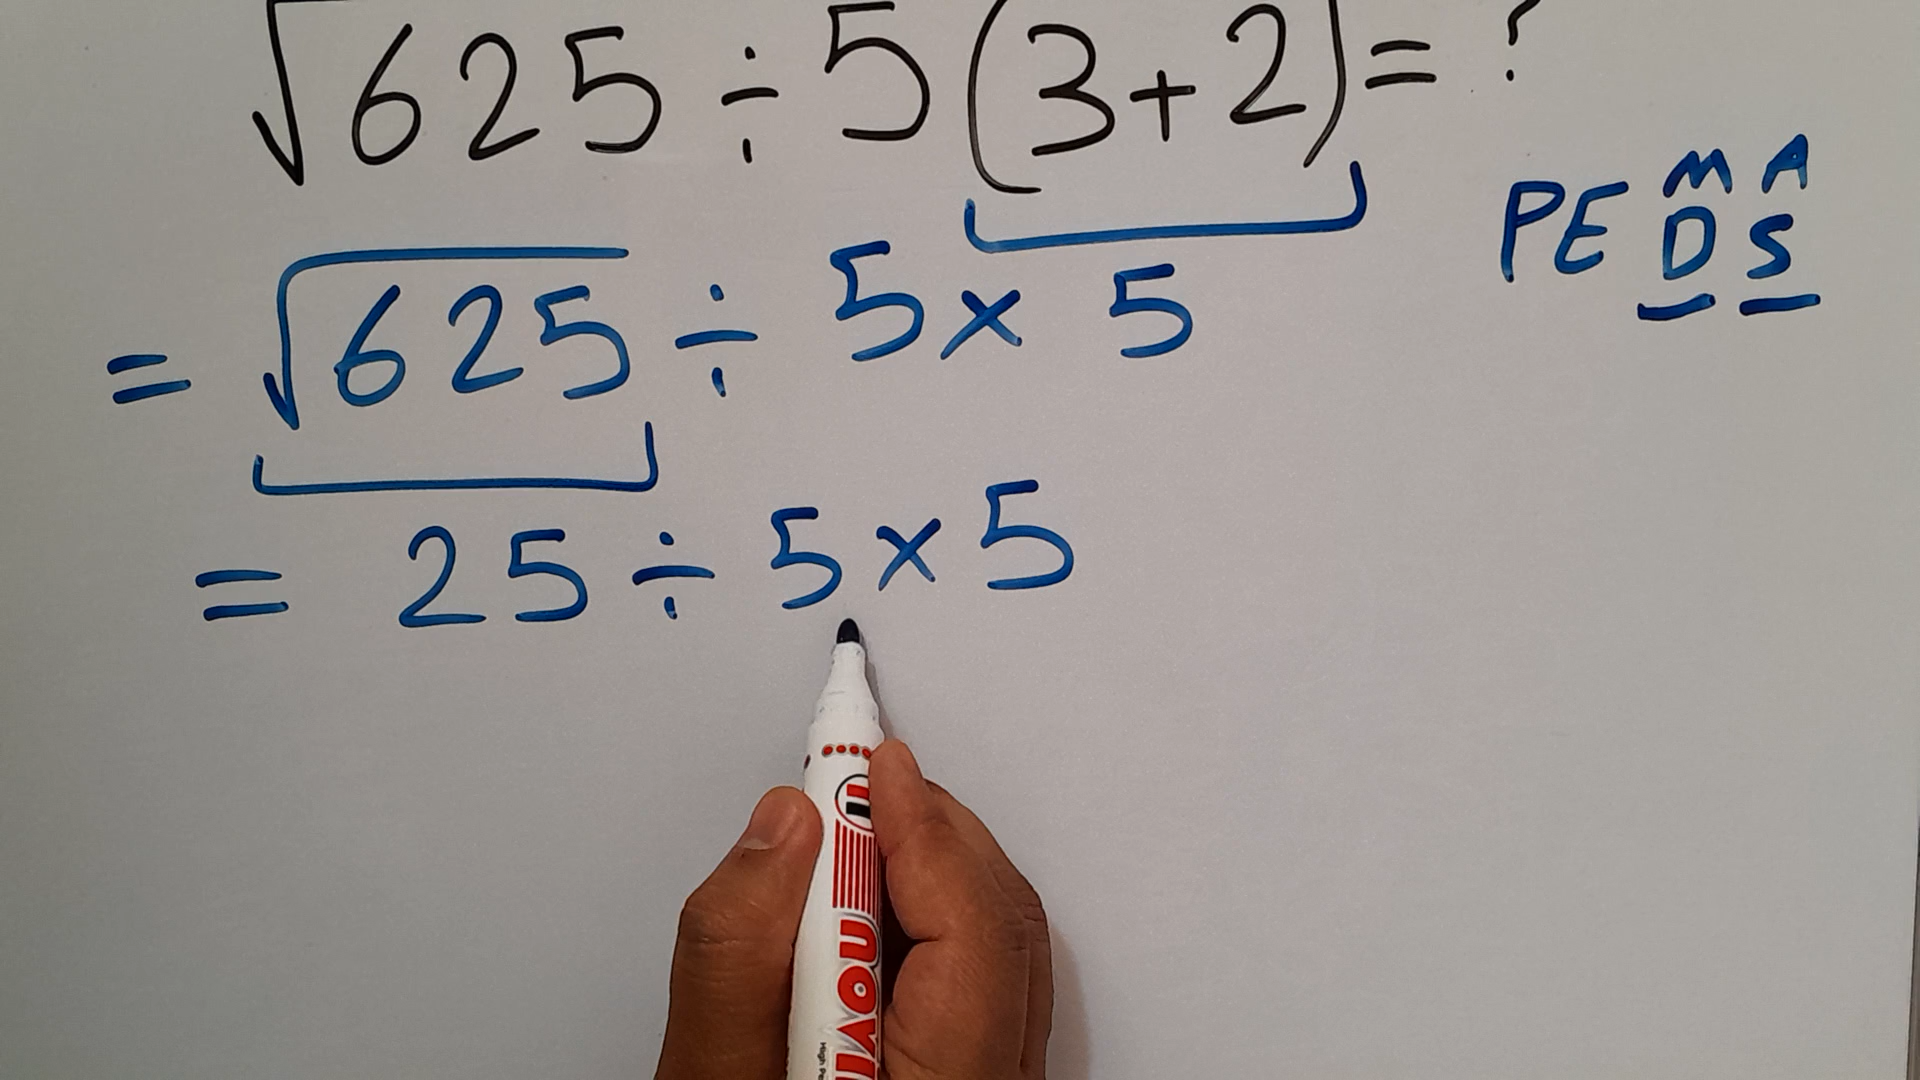 √625 ÷ 5(3+2) = ?
PE M A
D S
= √625 ÷ 5 × 5
= 25 ÷ 5 × 5